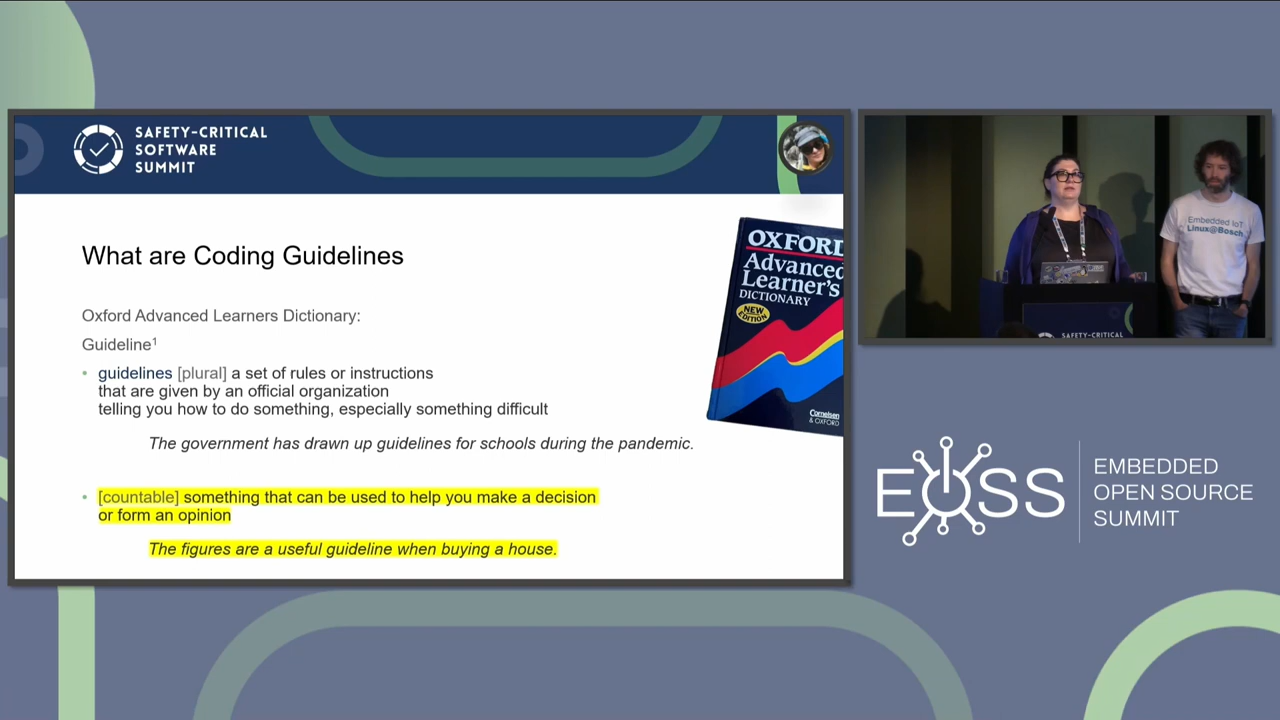 SAFETY-CRITICAL
SOFTWARE
SUMMIT
What are Coding Guidelines
Oxford Advanced Learners Dictionary:
Guideline¹
• guidelines [plural] a set of rules or instructions
that are given by an official organization
telling you how to do something, especially something difficult
The government has drawn up guidelines for schools during the pandemic.
• [countable] something that can be used to help you make a decision
or form an opinion
The figures are a useful guideline when buying a house.
OXFORD
Advanced
Learner's
DICTIONARY
NEW
EDITION
Cornelsen
& OXFORD
Embedded IoT
Linux@Bosch
SAFETY-CRITICAL
EOSS
EMBEDDED
OPEN SOURCE
SUMMIT